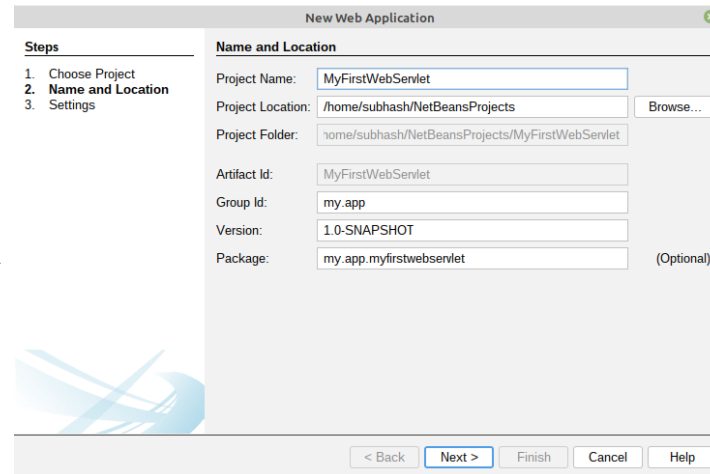 New Web Application
Steps
1. Choose Project
2. Name and Location
3. Settings
Name and Location
Project Name: MyFirstWebServlet
Project Location: /home/subhash/NetBeansProjects Browse...
Project Folder: home/subhash/NetBeansProjects/MyFirstWebServlet
Artifact Id: MyFirstWebServlet
Group Id: my.app
Version: 1.0-SNAPSHOT
Package: my.app.myfirstwebservlet (Optional)
< Back Next > Finish Cancel Help